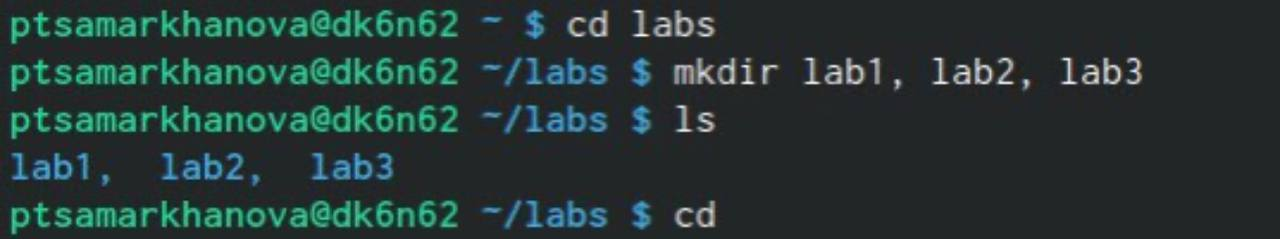 ptsamarkhanova@dk6n62 ~ $ cd labs
ptsamarkhanova@dk6n62 ~/labs $ mkdir lab1, lab2, lab3
ptsamarkhanova@dk6n62 ~/labs $ ls
lab1,  lab2,  lab3
ptsamarkhanova@dk6n62 ~/labs $ cd